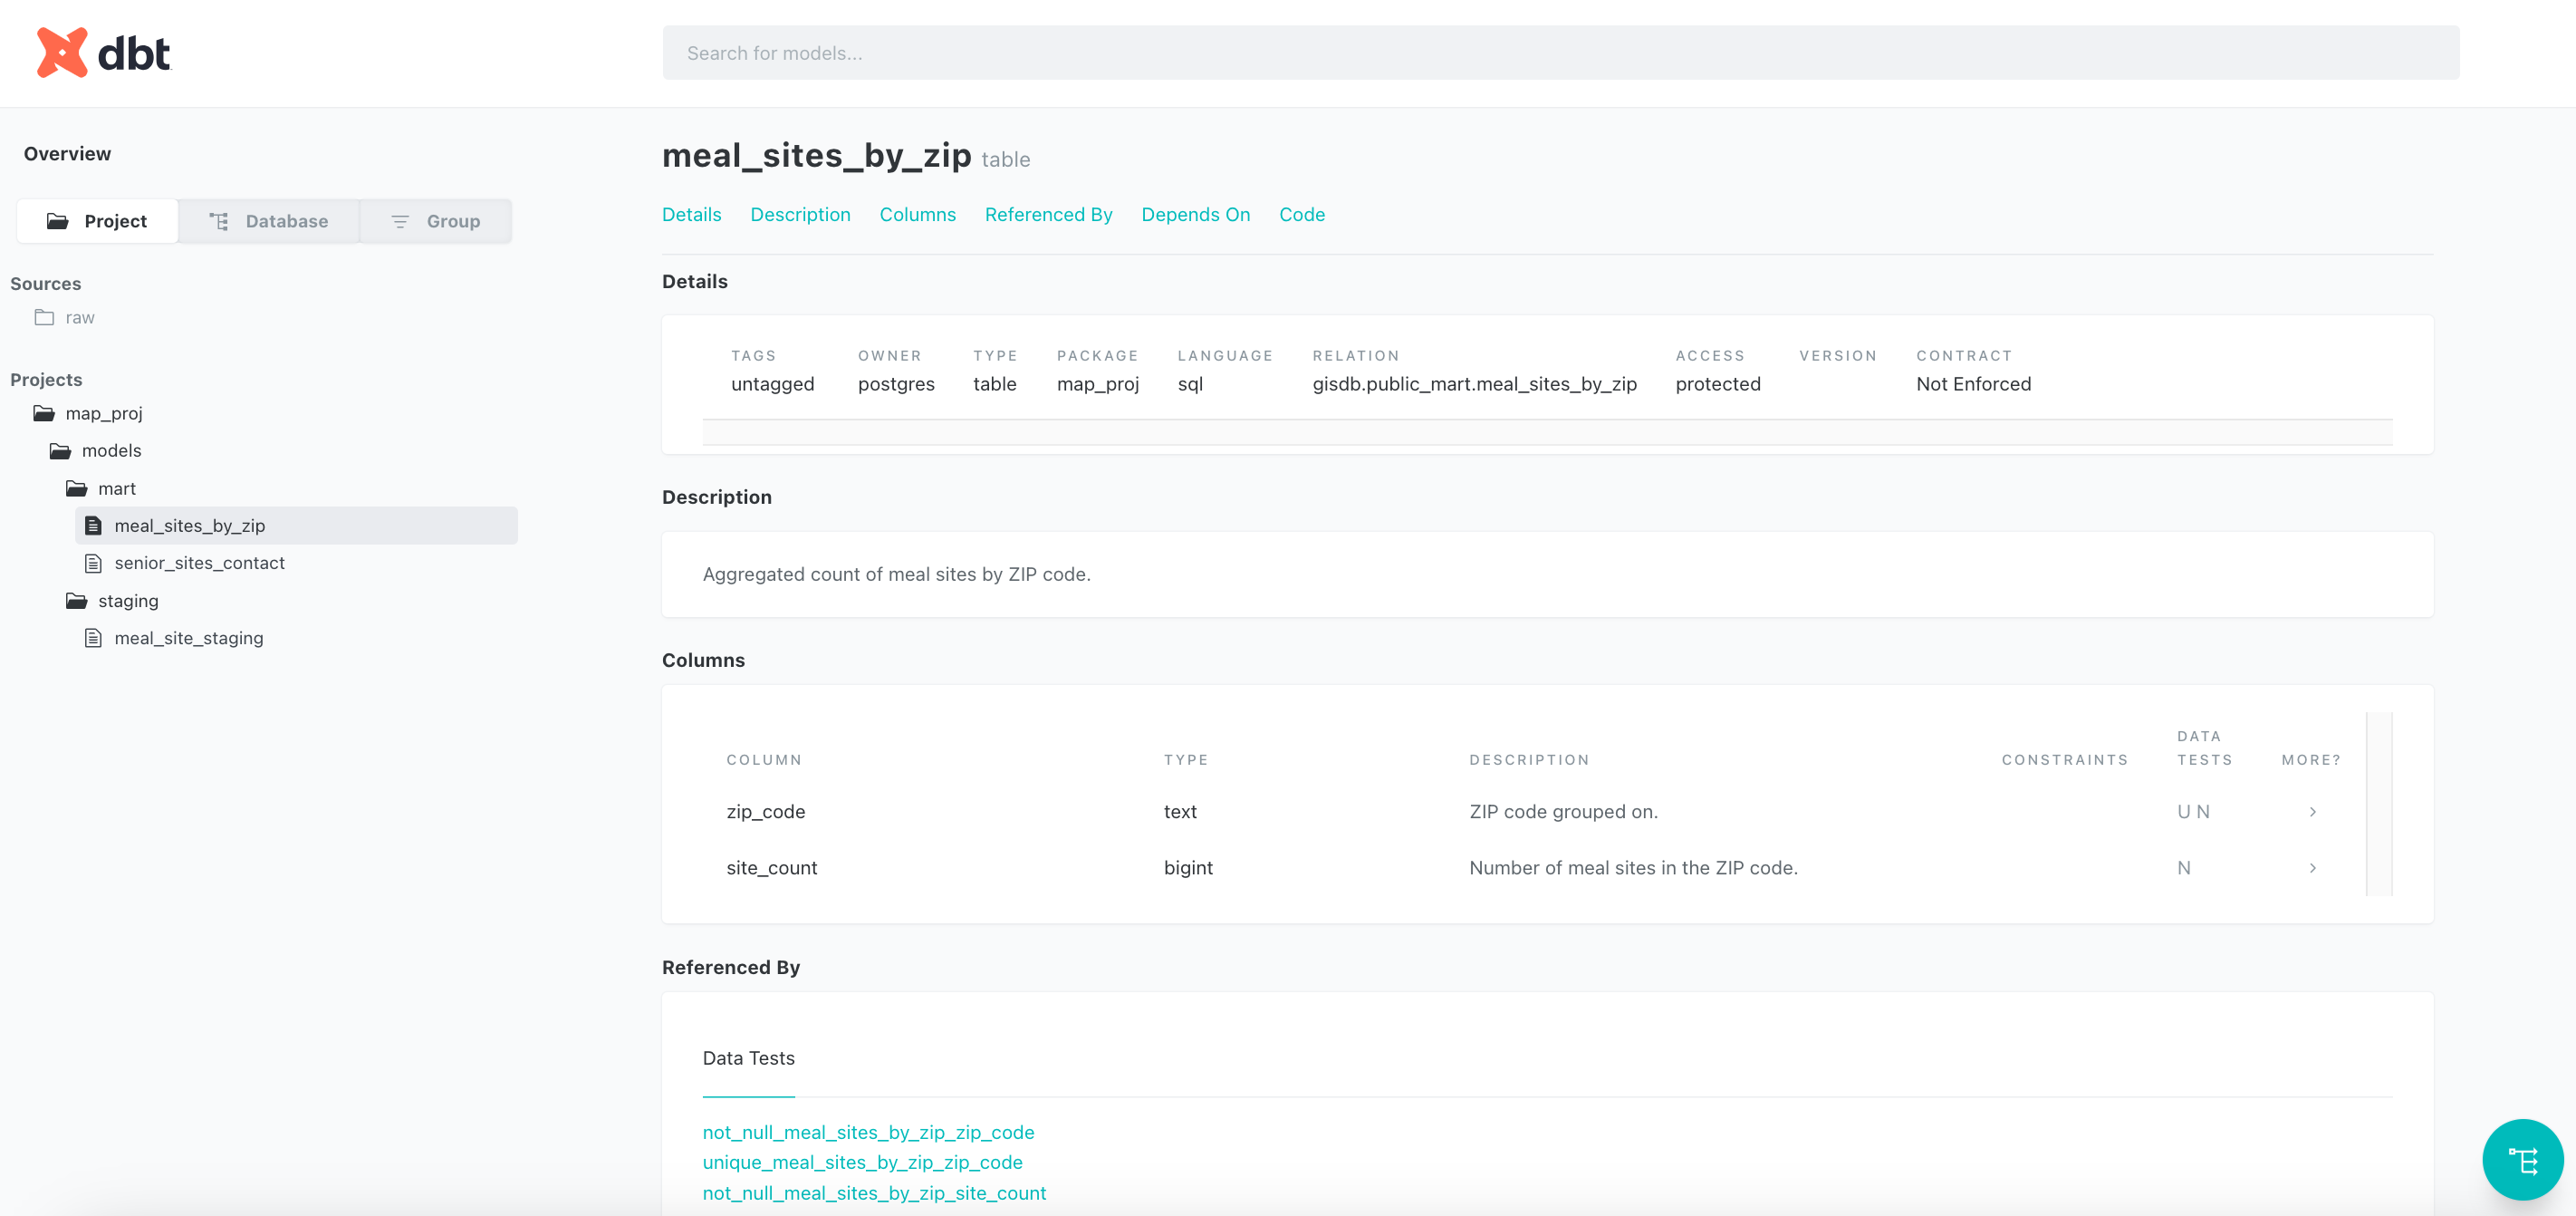 dbt
Search for models...
Overview
Project Database Group
Sources
raw
Projects
map_proj
models
mart
meal_sites_by_zip
senior_sites_contact
staging
meal_site_staging
meal_sites_by_zip table
Details Description Columns Referenced By Depends On Code
Details
TAGS OWNER TYPE PACKAGE LANGUAGE RELATION ACCESS VERSION CONTRACT
untagged postgres table map_proj sql gisdb.public_mart.meal_sites_by_zip protected Not Enforced
Description
Aggregated count of meal sites by ZIP code.
Columns
COLUMN TYPE DESCRIPTION CONSTRAINTS DATA TESTS MORE?
zip_code text ZIP code grouped on. U N >
site_count bigint Number of meal sites in the ZIP code. N >
Referenced By
Data Tests
not_null_meal_sites_by_zip_zip_code
unique_meal_sites_by_zip_zip_code
not_null_meal_sites_by_zip_site_count